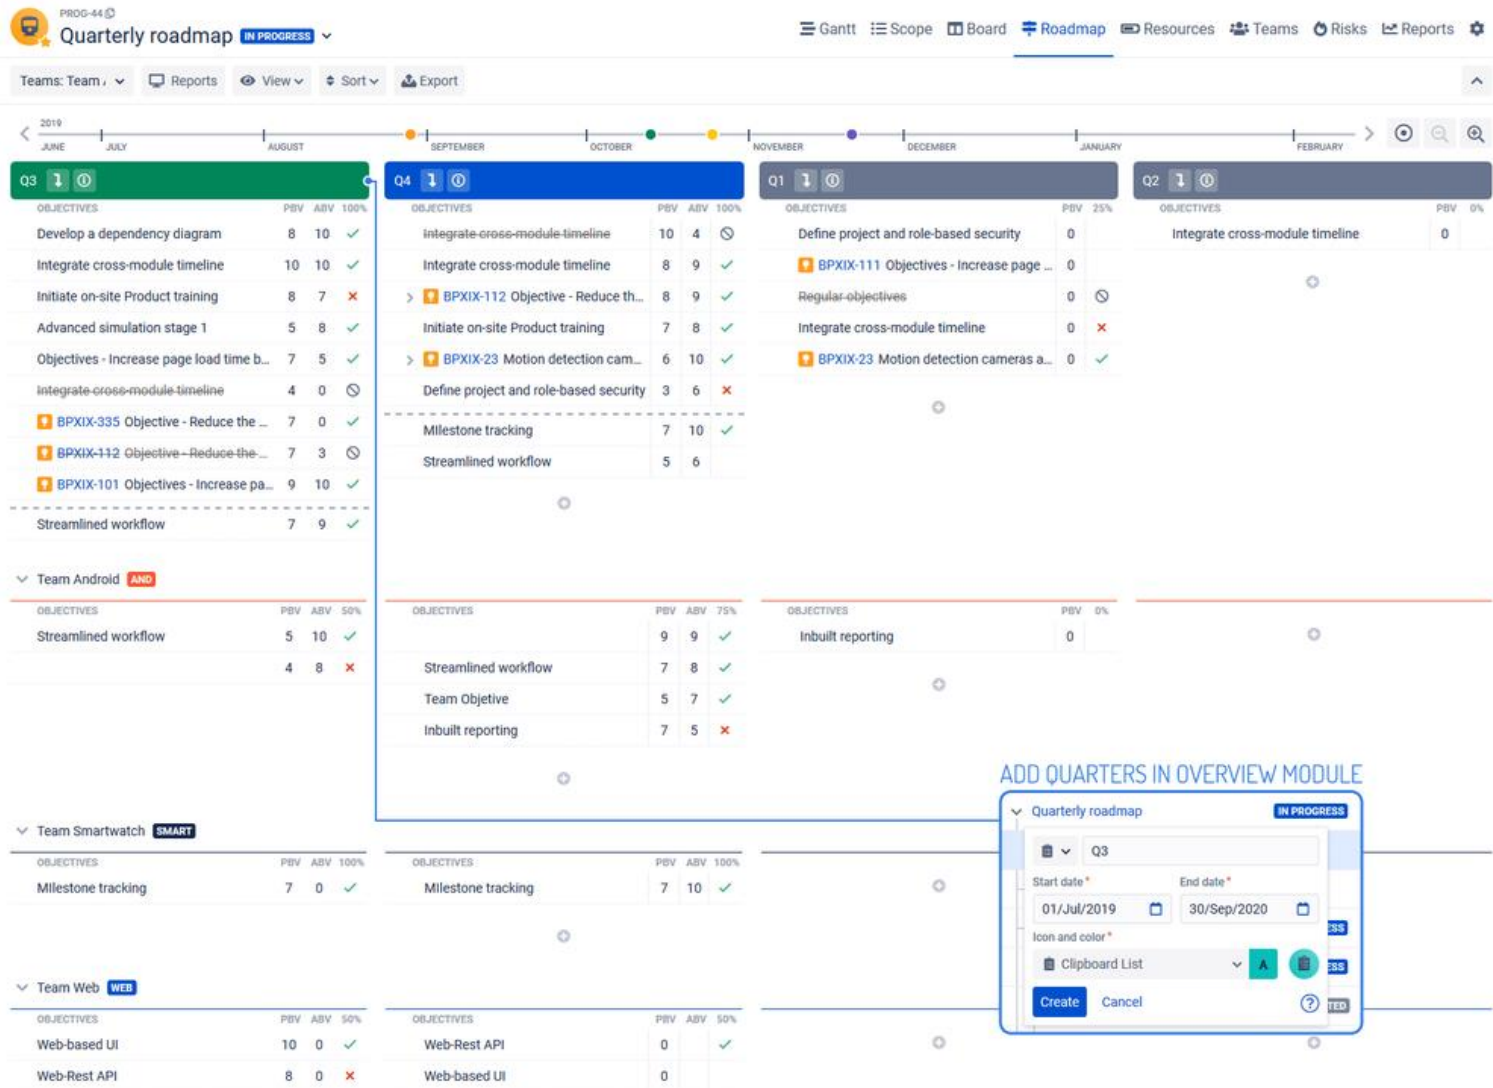 PROG-44
Quarterly roadmap IN PROGRESS
Gantt Scope Board Roadmap Resources Teams Risks Reports
Teams: Team Reports View Sort Export
2019
JUNE JULY AUGUST SEPTEMBER OCTOBER NOVEMBER DECEMBER JANUARY FEBRUARY
Q3 Q4 Q1 Q2
OBJECTIVES PBV ABV 100% OBJECTIVES PBV ABV 100% OBJECTIVES PBV 25% OBJECTIVES PBV 0%
Develop a dependency diagram 8 10 Integrate cross-module timeline 10 4 Define project and role-based security 0 Integrate cross-module timeline 0
Integrate cross-module timeline 10 10 Integrate cross-module timeline 8 9 BPXIX-111 Objectives - Increase page ... 0
Initiate on-site Product training 8 7 BPXIX-112 Objective - Reduce th... 8 9 Regular objectives 0
Advanced simulation stage 1 5 8 Initiate on-site Product training 7 8 Integrate cross-module timeline 0
Objectives - Increase page load time b... 7 5 BPXIX-23 Motion detection cam... 6 10 BPXIX-23 Motion detection cameras a... 0
Integrate cross-module timeline 4 0 Define project and role-based security 3 6
BPXIX-335 Objective - Reduce the ... 7 0 MIlestone tracking 7 10
BPXIX-112 Objective - Reduce the ... 7 3 Streamlined workflow 5 6
BPXIX-101 Objectives - Increase pa... 9 10
Streamlined workflow 7 9
Team Android AND
OBJECTIVES PBV ABV 50% OBJECTIVES PBV ABV 75% OBJECTIVES PBV 0%
Streamlined workflow 5 10 9 9 Inbuilt reporting 0
4 8 Streamlined workflow 7 8
Team Objetive 5 7
Inbuilt reporting 7 5
ADD QUARTERS IN OVERVIEW MODULE
Quarterly roadmap IN PROGRESS
Q3
Start date* End date*
01/Jul/2019 30/Sep/2020
Icon and color*
Clipboard List A
Create Cancel
ESS
ESS
TED
Team Smartwatch SMART
OBJECTIVES PBV ABV 100% OBJECTIVES PBV ABV 100%
MIlestone tracking 7 0 MIlestone tracking 7 10
Team Web WEB
OBJECTIVES PBV ABV 50% OBJECTIVES PBV ABV 50%
Web-based UI 10 0 Web-Rest API 0
Web-Rest API 8 0 Web-based UI 0